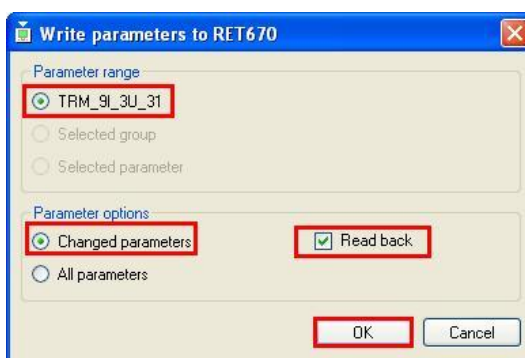 Write parameters to RET670
Parameter range
TRM_9I_3U_31
Selected group
Selected parameter
Parameter options
Changed parameters
Read back
All parameters
OK
Cancel